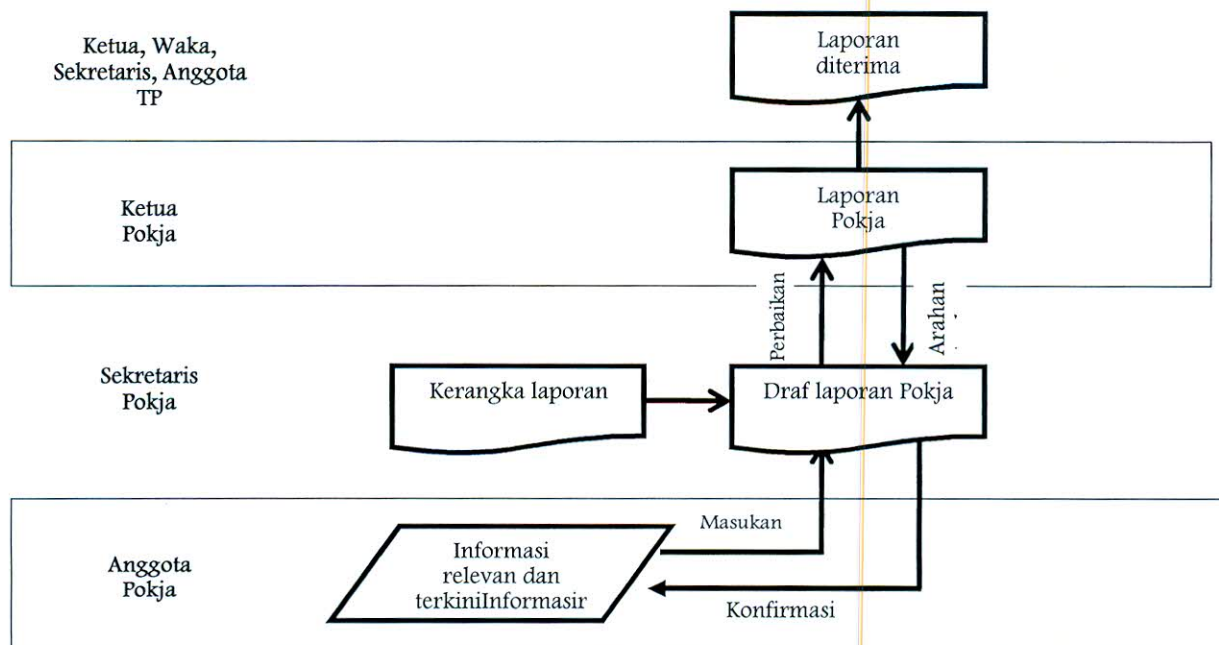 Ketua, Waka,
Sekretaris, Anggota
TP
Laporan
diterima
Ketua
Pokja
Laporan
Pokja
Perbaikan
Arahan
Sekretaris
Pokja
Kerangka laporan
Draf laporan Pokja
Masukan
Anggota
Pokja
Informasi
relevan dan
terkiniInformasir
Konfirmasi